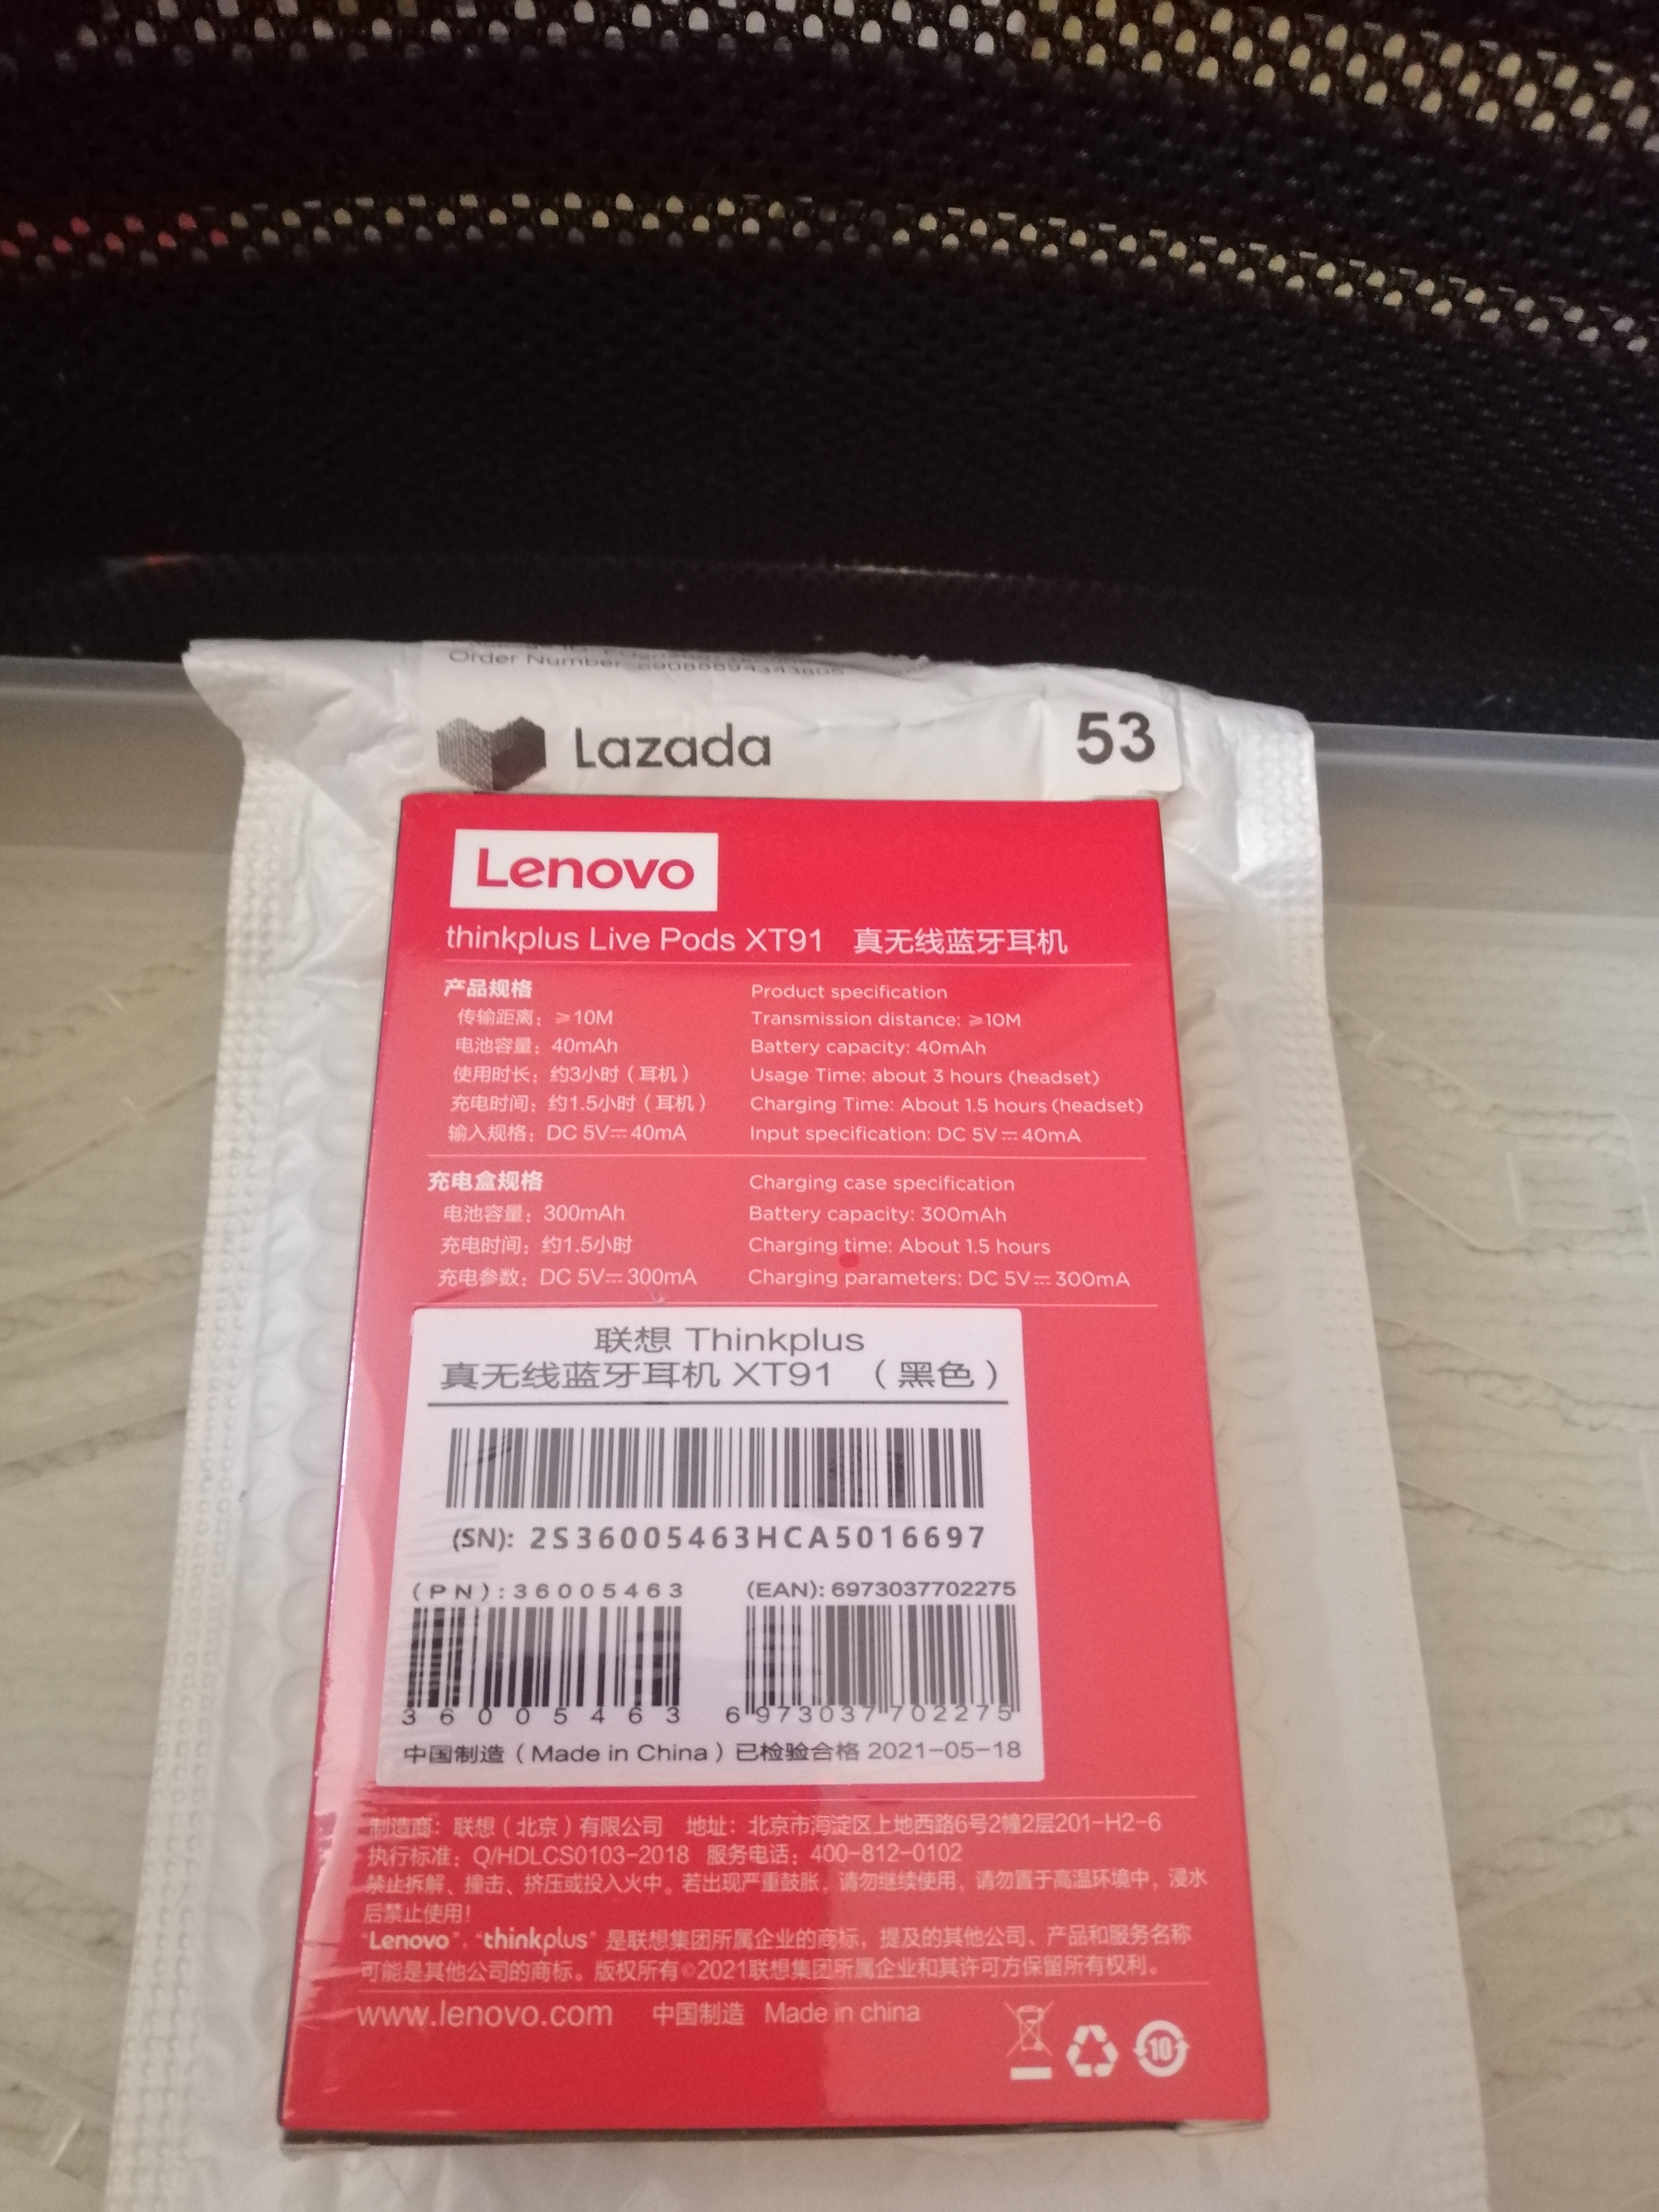 Order Number
Lazada
53
Lenovo
thinkplus Live Pods XT91 真无线蓝牙耳机
产品规格
传输距离：≥10M
电池容量：40mAh
使用时长：约3小时（耳机）
充电时间：约1.5小时（耳机）
输入规格：DC 5V⎓40mA
Product specification
Transmission distance: ≥10M
Battery capacity: 40mAh
Usage Time: about 3 hours (headset)
Charging Time: About 1.5 hours (headset)
Input specification: DC 5V⎓40mA
充电盒规格
电池容量：300mAh
充电时间：约1.5小时
充电参数：DC 5V⎓300mA
Charging case specification
Battery capacity: 300mAh
Charging time: About 1.5 hours
Charging parameters: DC 5V⎓300mA
联想 Thinkplus
真无线蓝牙耳机 XT91 （黑色）
(SN): 2S36005463HCA5016697
(PN):36005463
(EAN): 6973037702275
36005463
6973037702275
中国制造（Made in China）已检验合格 2021-05-18
制造商：联想（北京）有限公司 地址：北京市海淀区上地西路6号2幢2层201-H2-6
执行标准：Q/HDLCS0103-2018 服务电话：400-812-0102
禁止拆解、撞击、挤压或投入火中。若出现严重鼓胀，请勿继续使用，请勿置于高温环境中，浸水
后禁止使用！
“Lenovo”，“thinkplus”是联想集团所属企业的商标，提及的其他公司、产品和服务名称
可能是其他公司的商标。版权所有©2021联想集团所属企业和其许可方保留所有权利。
www.lenovo.com 中国制造 Made in china
10